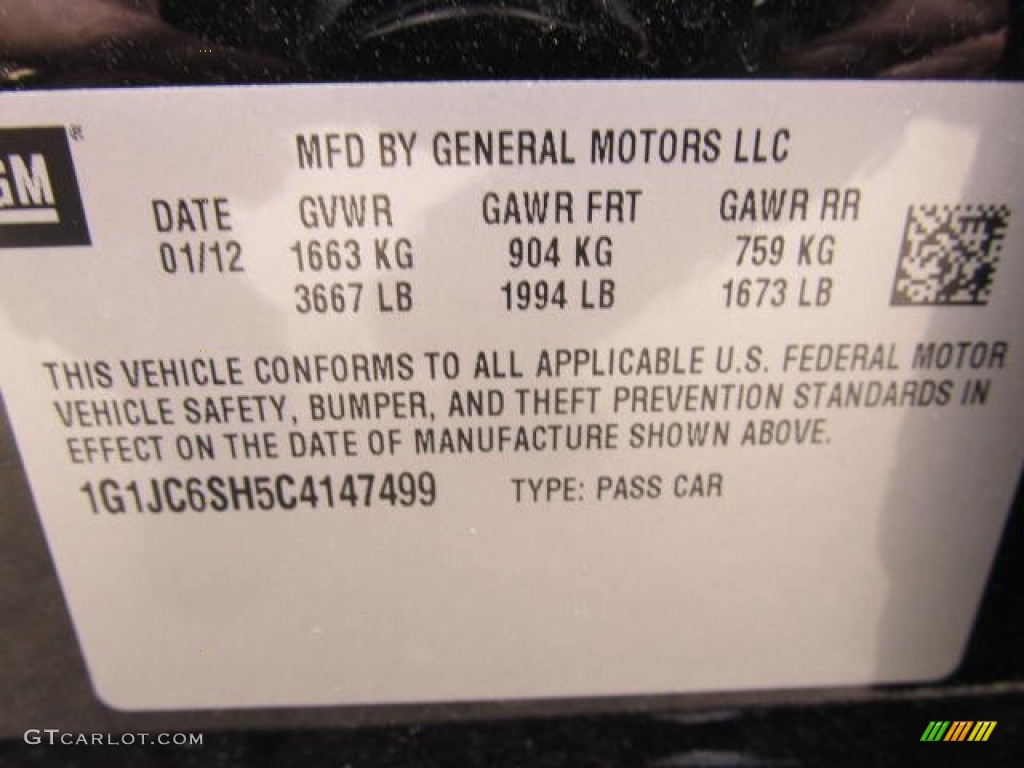 GM®
MFD BY GENERAL MOTORS LLC
DATE GVWR GAWR FRT GAWR RR
01/12 1663 KG 904 KG 759 KG
3667 LB 1994 LB 1673 LB
THIS VEHICLE CONFORMS TO ALL APPLICABLE U.S. FEDERAL MOTOR
VEHICLE SAFETY, BUMPER, AND THEFT PREVENTION STANDARDS IN
EFFECT ON THE DATE OF MANUFACTURE SHOWN ABOVE.
1G1JC6SH5C4147499 TYPE: PASS CAR
GTCARLOT.COM